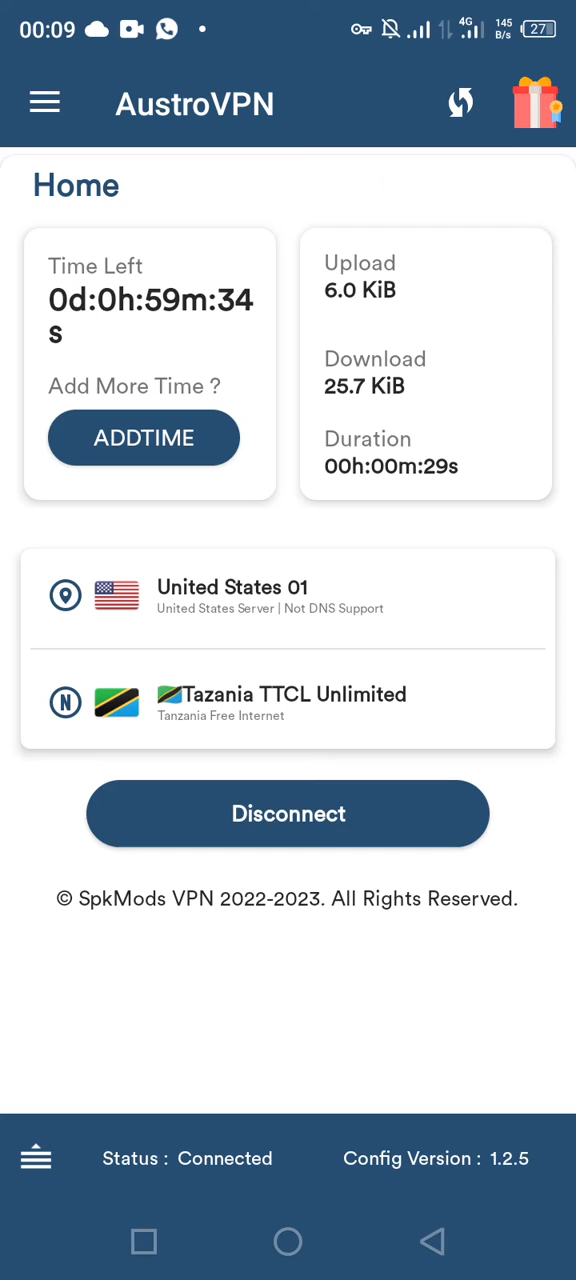 00:09
4G
145
B/s
27
AustroVPN
Home
Time Left
0d:0h:59m:34
s
Add More Time ?
ADDTIME
Upload
6.0 KiB
Download
25.7 KiB
Duration
00h:00m:29s
United States 01
United States Server | Not DNS Support
N
Tazania TTCL Unlimited
Tanzania Free Internet
Disconnect
© SpkMods VPN 2022-2023. All Rights Reserved.
Status : Connected
Config Version : 1.2.5